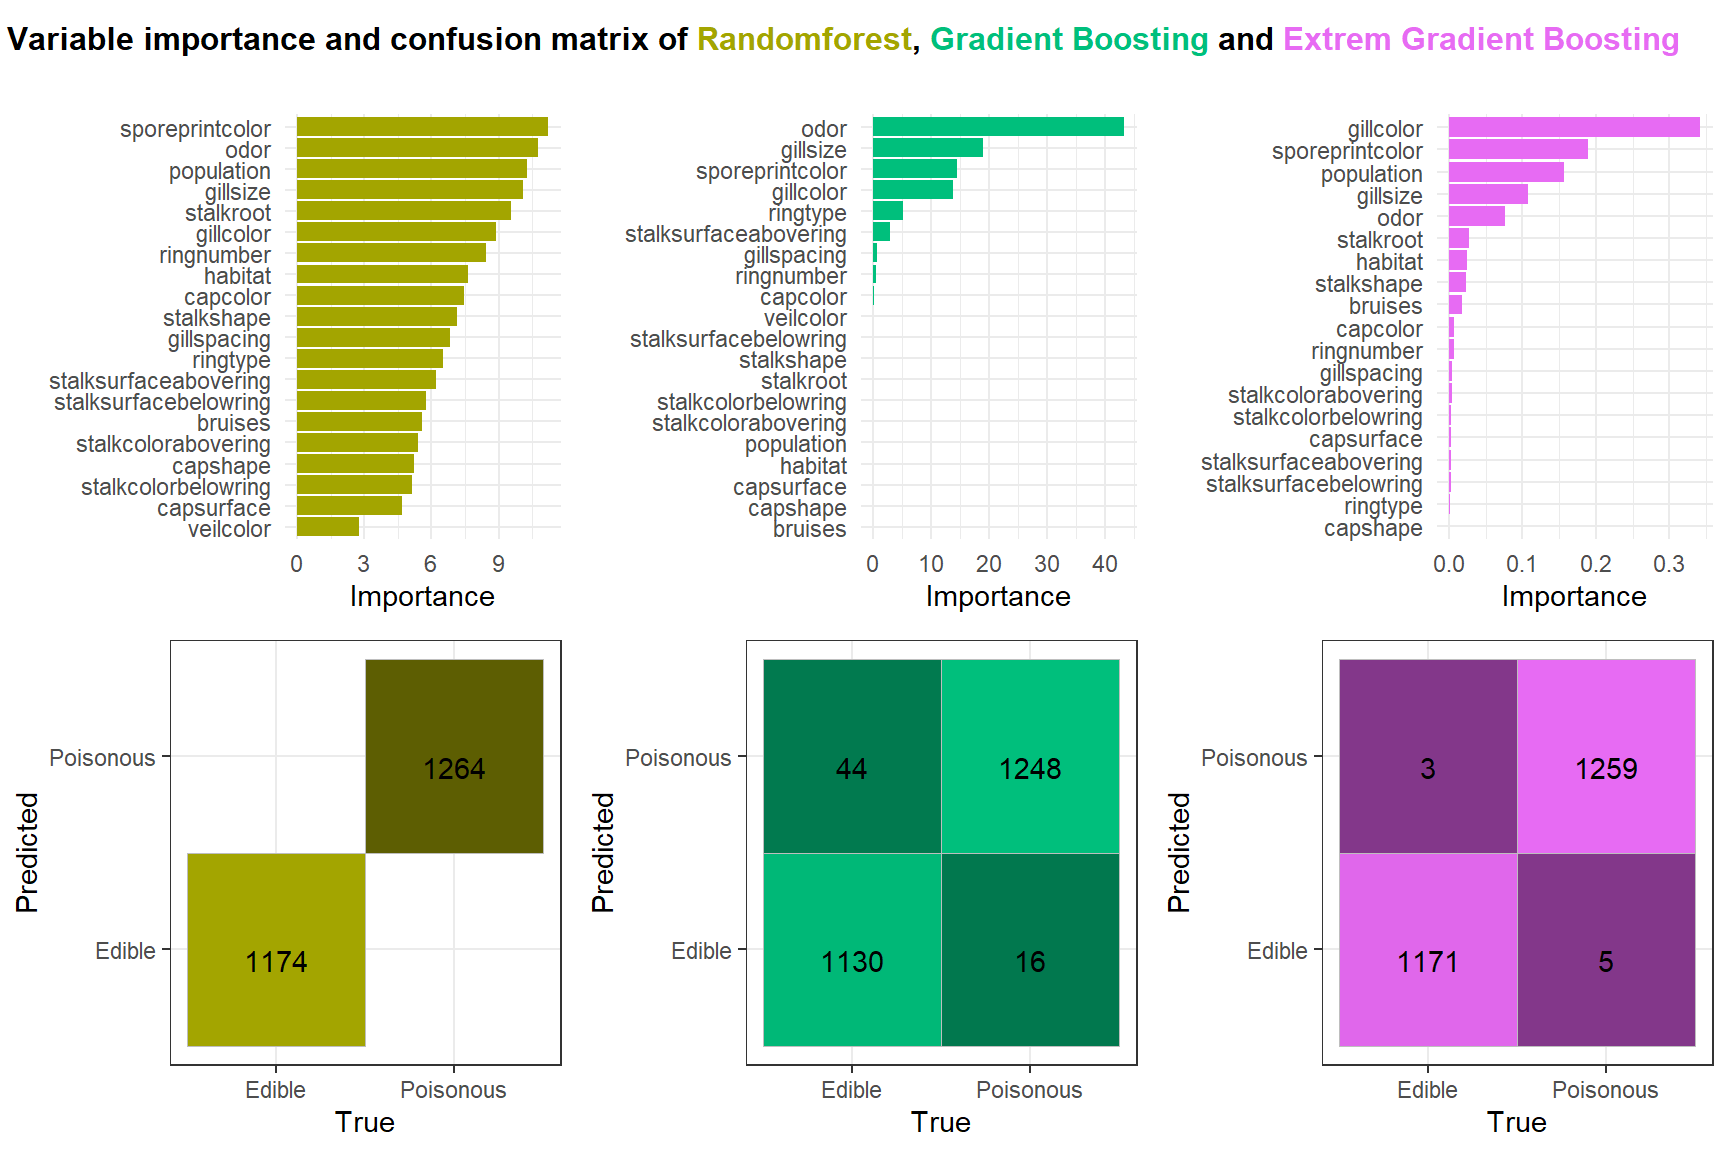 Variable importance and confusion matrix of Randomforest, Gradient Boosting and Extrem Gradient Boosting
sporeprintcolor
odor
population
gillsize
stalkroot
gillcolor
ringnumber
habitat
capcolor
stalkshape
gillspacing
ringtype
stalksurfaceabovering
stalksurfacebelowring
bruises
stalkcolorabovering
capshape
stalkcolorbelowring
capsurface
veilcolor
0 3 6 9
Importance
odor
gillsize
sporeprintcolor
gillcolor
ringtype
stalksurfaceabovering
gillspacing
ringnumber
capcolor
veilcolor
stalksurfacebelowring
stalkshape
stalkroot
stalkcolorbelowring
stalkcolorabovering
population
habitat
capsurface
capshape
bruises
0 10 20 30 40
Importance
gillcolor
sporeprintcolor
population
gillsize
odor
stalkroot
habitat
stalkshape
bruises
capcolor
ringnumber
gillspacing
stalkcolorabovering
stalkcolorbelowring
capsurface
stalksurfaceabovering
stalksurfacebelowring
ringtype
capshape
0.0 0.1 0.2 0.3
Importance
Predicted
Poisonous
1264
Edible
1174
Edible Poisonous
True
Predicted
Poisonous
44 1248
Edible
1130 16
Edible Poisonous
True
Predicted
Poisonous
3 1259
Edible
1171 5
Edible Poisonous
True